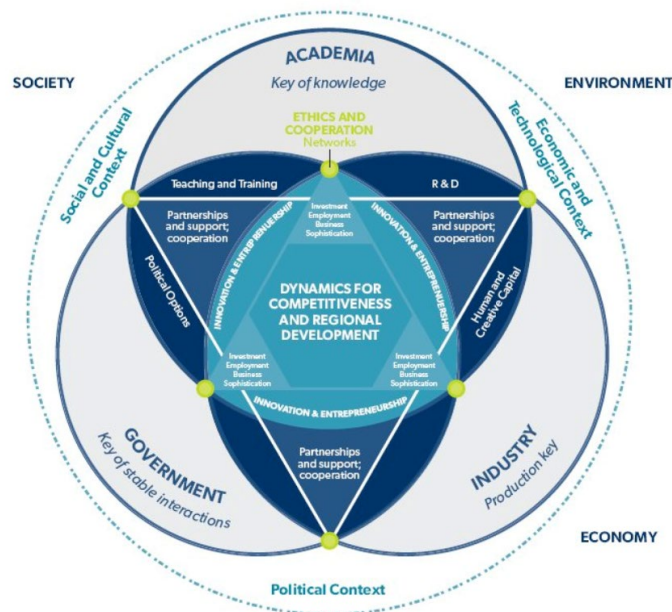 ACADEMIA
Key of knowledge
SOCIETY
ENVIRONMENT
Social and Cultural
Context
Economic and
Technological Context
ETHICS AND
COOPERATION
Networks
Teaching and Training
R & D
Partnerships
and support;
cooperation
Investment
Employment
Business
Sophistication
Partnerships
and support;
cooperation
INNOVATION & ENTREPRENUERSHIP
INNOVATION & ENTREPRENUERSHIP
Political Options
Human and
Creative Capital
DYNAMICS FOR
COMPETITIVENESS
AND REGIONAL
DEVELOPMENT
Investment
Employment
Business
Sophistication
Investment
Employment
Business
Sophistication
INNOVATION & ENTREPRENEURSHIP
Partnerships
and support;
cooperation
GOVERNMENT
Key of stable interactions
INDUSTRY
Production key
ECONOMY
Political Context